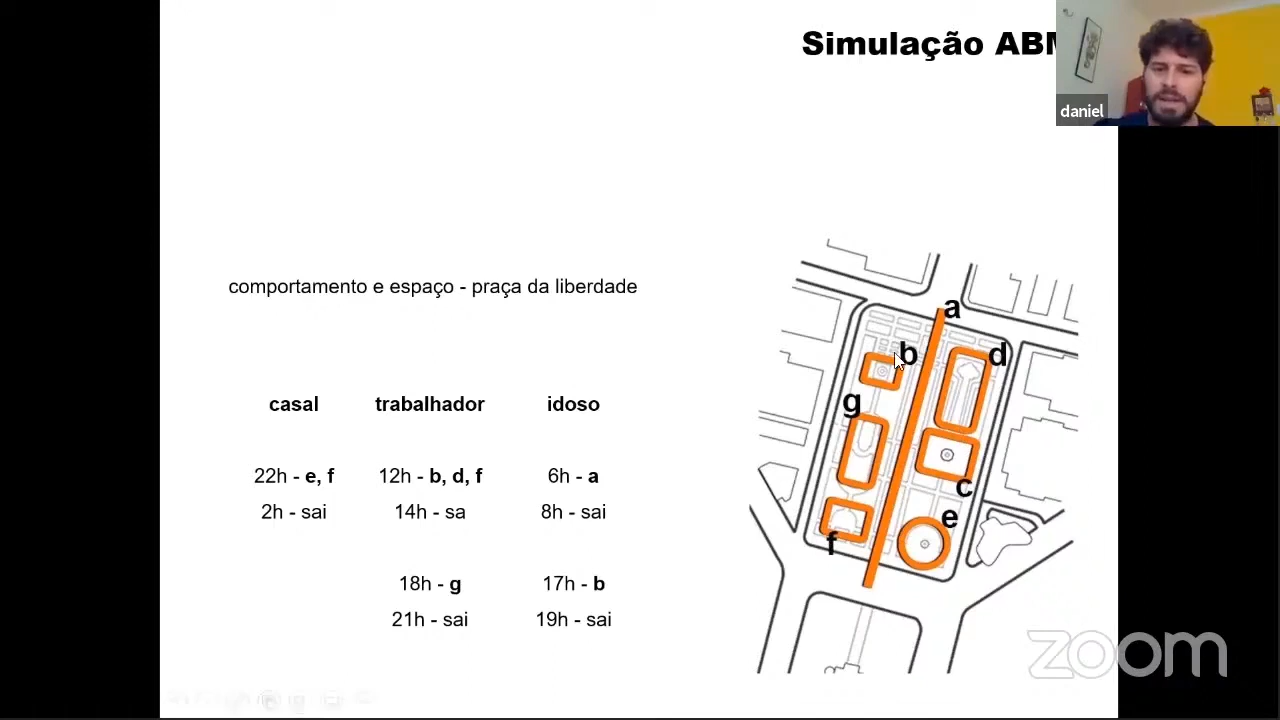 Simulação ABM
daniel
comportamento e espaço - praça da liberdade
casal trabalhador idoso
22h - e, f 12h - b, d, f 6h - a
2h - sai 14h - sa 8h - sai
18h - g 17h - b
21h - sai 19h - sai
a
b
d
g
c
e
f
zoom